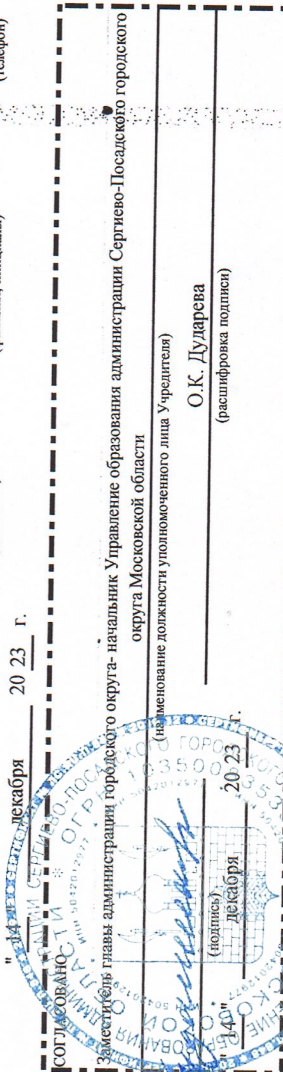 (телефон)
" 14 " декабря 20 23 г.
СОГЛАСОВАНО
Заместитель главы администрации городского округа- начальник Управление образования администрации Сергиево-Посадского городского
округа Московской области
(наименование должности уполномоченного лица Учредителя)
О.К. Дударева
(подпись) (расшифровка подписи)
" 14 " декабря 20 23 г.